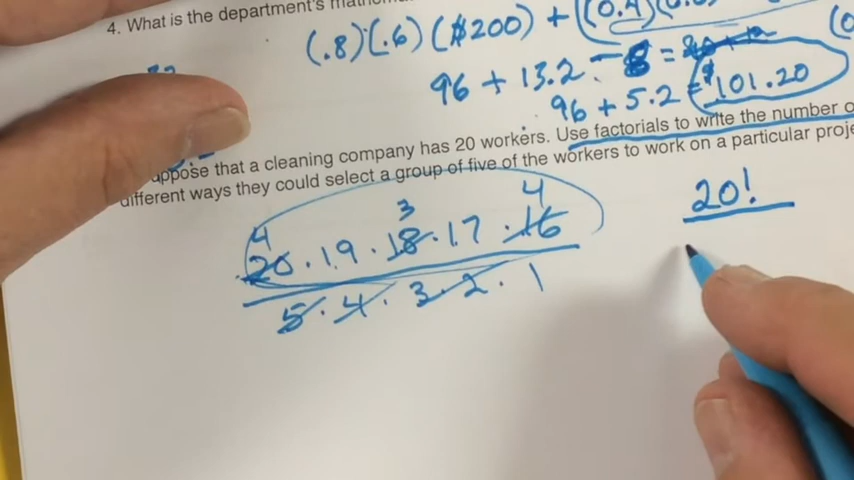 4. What is the department's
(.8)(.6)($200) + (0.4)
96 + 13.2 - 8 =
96 + 5.2 = $101.20
uppose that a cleaning company has 20 workers. Use factorials to write the number o
different ways they could select a group of five of the workers to work on a particular proje
4 3 4
20 · 19 · 18 · 17 · 16
5 · 4 · 3 · 2 · 1
20!